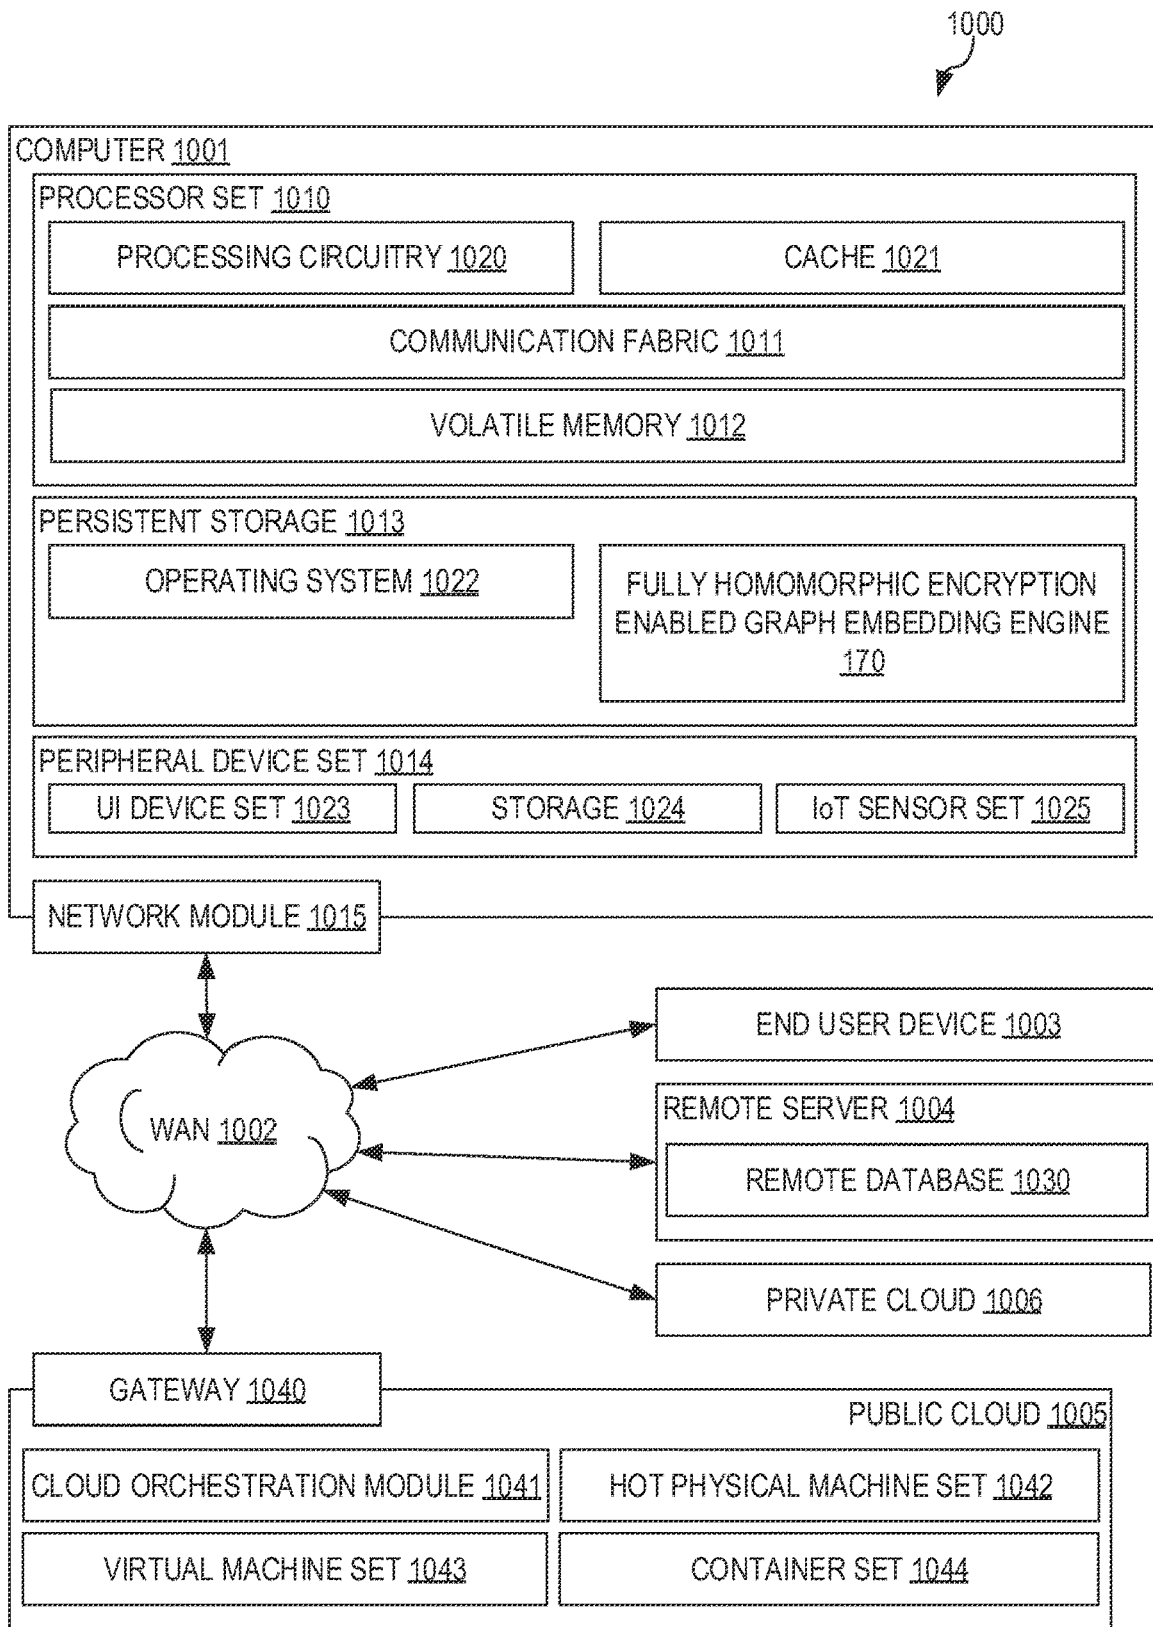 1000
COMPUTER 1001
PROCESSOR SET 1010
PROCESSING CIRCUITRY 1020
CACHE 1021
COMMUNICATION FABRIC 1011
VOLATILE MEMORY 1012
PERSISTENT STORAGE 1013
OPERATING SYSTEM 1022
FULLY HOMOMORPHIC ENCRYPTION
ENABLED GRAPH EMBEDDING ENGINE
170
PERIPHERAL DEVICE SET 1014
UI DEVICE SET 1023
STORAGE 1024
IoT SENSOR SET 1025
NETWORK MODULE 1015
END USER DEVICE 1003
WAN 1002
REMOTE SERVER 1004
REMOTE DATABASE 1030
PRIVATE CLOUD 1006
GATEWAY 1040
PUBLIC CLOUD 1005
CLOUD ORCHESTRATION MODULE 1041
HOT PHYSICAL MACHINE SET 1042
VIRTUAL MACHINE SET 1043
CONTAINER SET 1044